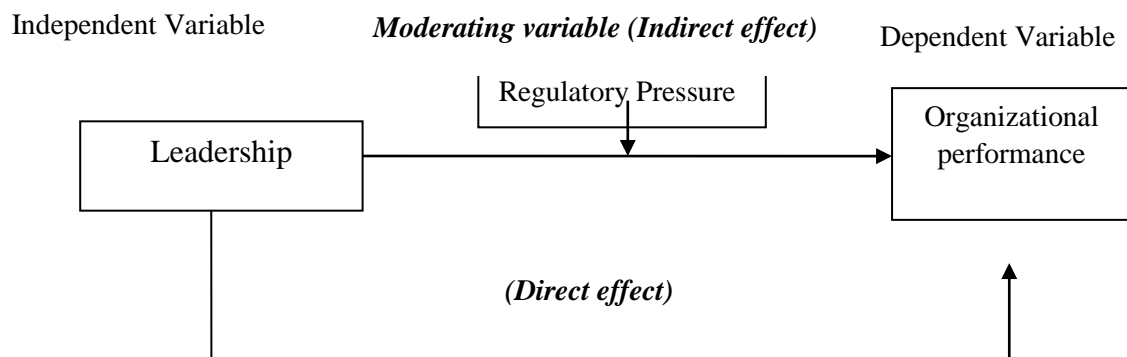 Independent Variable
Moderating variable (Indirect effect)
Dependent Variable
Regulatory Pressure
Leadership
Organizational
performance
(Direct effect)